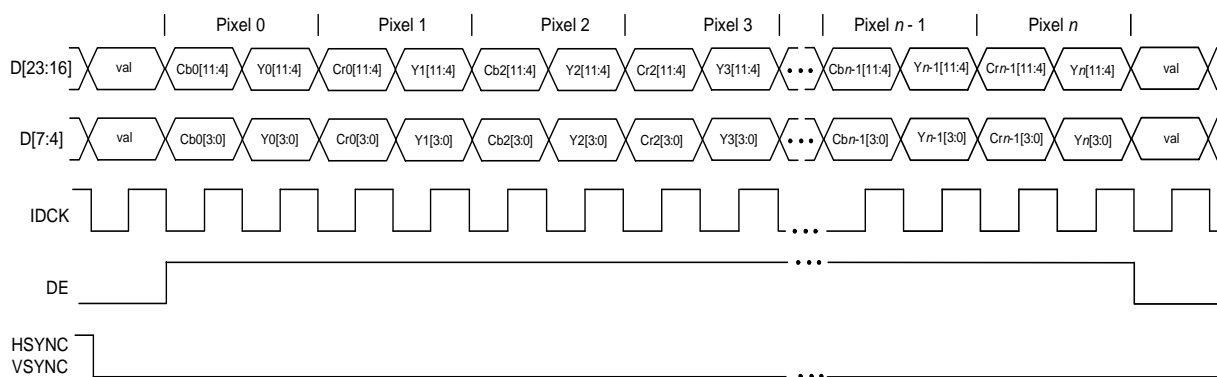 Pixel 0 Pixel 1 Pixel 2 Pixel 3 Pixel n - 1 Pixel n
D[23:16] val Cb0[11:4] Y0[11:4] Cr0[11:4] Y1[11:4] Cb2[11:4] Y2[11:4] Cr2[11:4] Y3[11:4] ••• Cbn-1[11:4] Yn-1[11:4] Crn-1[11:4] Yn[11:4] val
D[7:4] val Cb0[3:0] Y0[3:0] Cr0[3:0] Y1[3:0] Cb2[3:0] Y2[3:0] Cr2[3:0] Y3[3:0] ••• Cbn-1[3:0] Yn-1[3:0] Crn-1[3:0] Yn[3:0] val
IDCK •••
DE •••
HSYNC
VSYNC •••